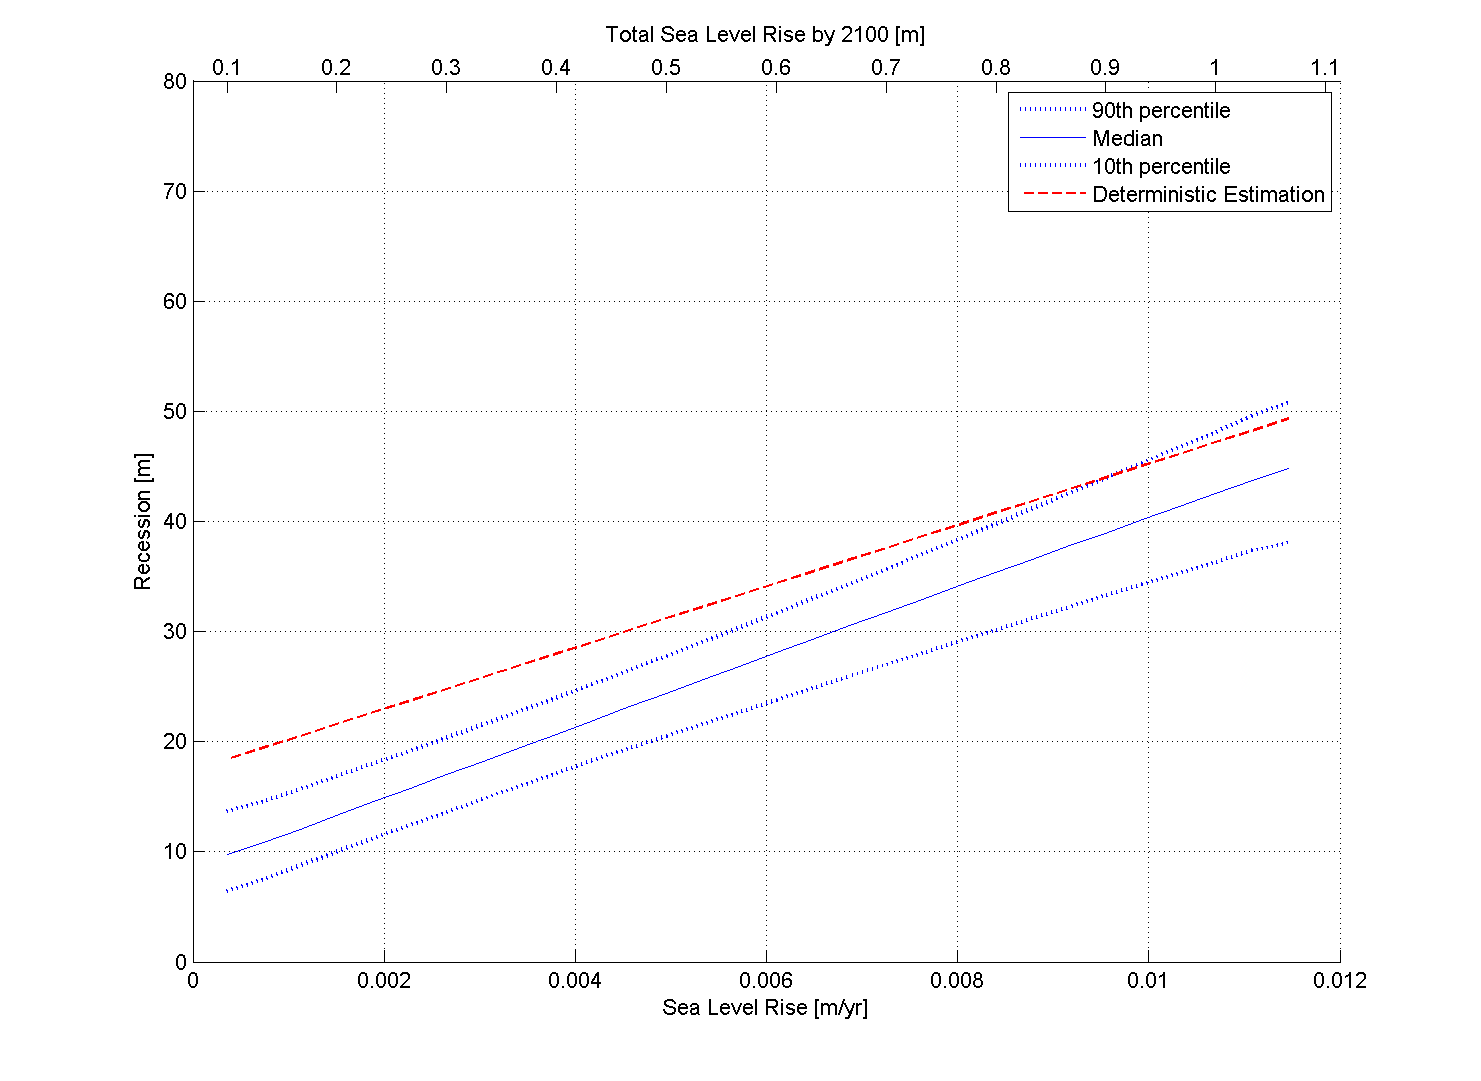 Total Sea Level Rise by 2100 [m]
0.1 0.2 0.3 0.4 0.5 0.6 0.7 0.8 0.9 1 1.1
80
90th percentile
Median
10th percentile
Deterministic Estimation
70
60
50
40
30
20
10
0
Recession [m]
0 0.002 0.004 0.006 0.008 0.01 0.012
Sea Level Rise [m/yr]